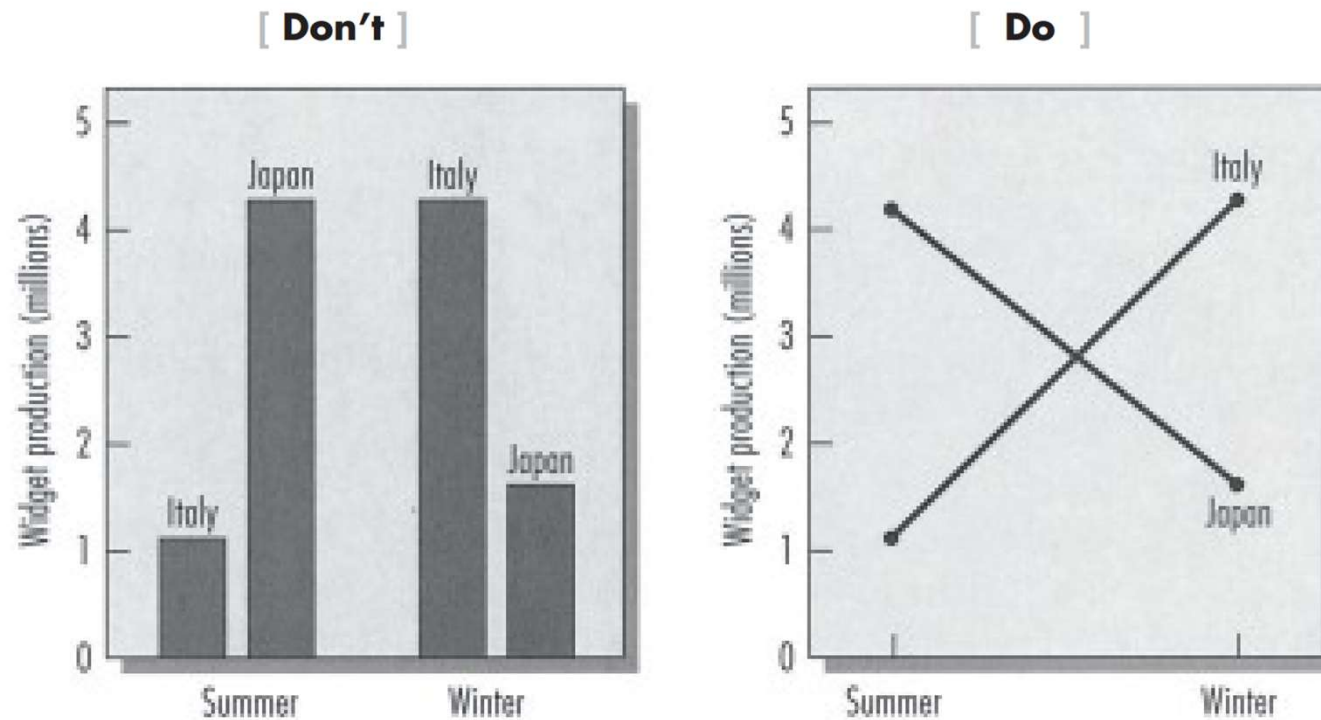 [ Don't ]
5
4
3
2
1
0
Widget production (millions)
Italy
Japan
Italy
Japan
Summer
Winter
[ Do ]
5
4
3
2
1
0
Widget production (millions)
Italy
Japan
Summer
Winter